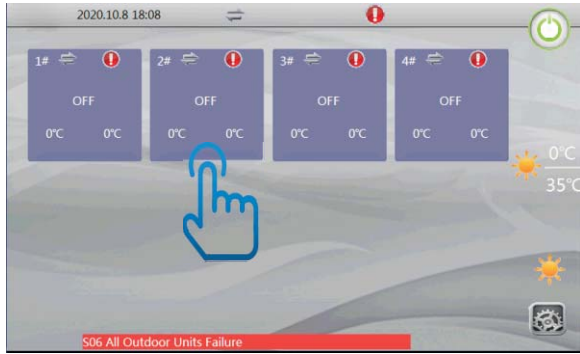 2020.10.8 18:08
1# 2# 3# 4#
OFF OFF OFF OFF
0℃ 0℃ 0℃ 0℃ 0℃ 0℃ 0℃ 0℃
0℃
35℃
S06 All Outdoor Units Failure